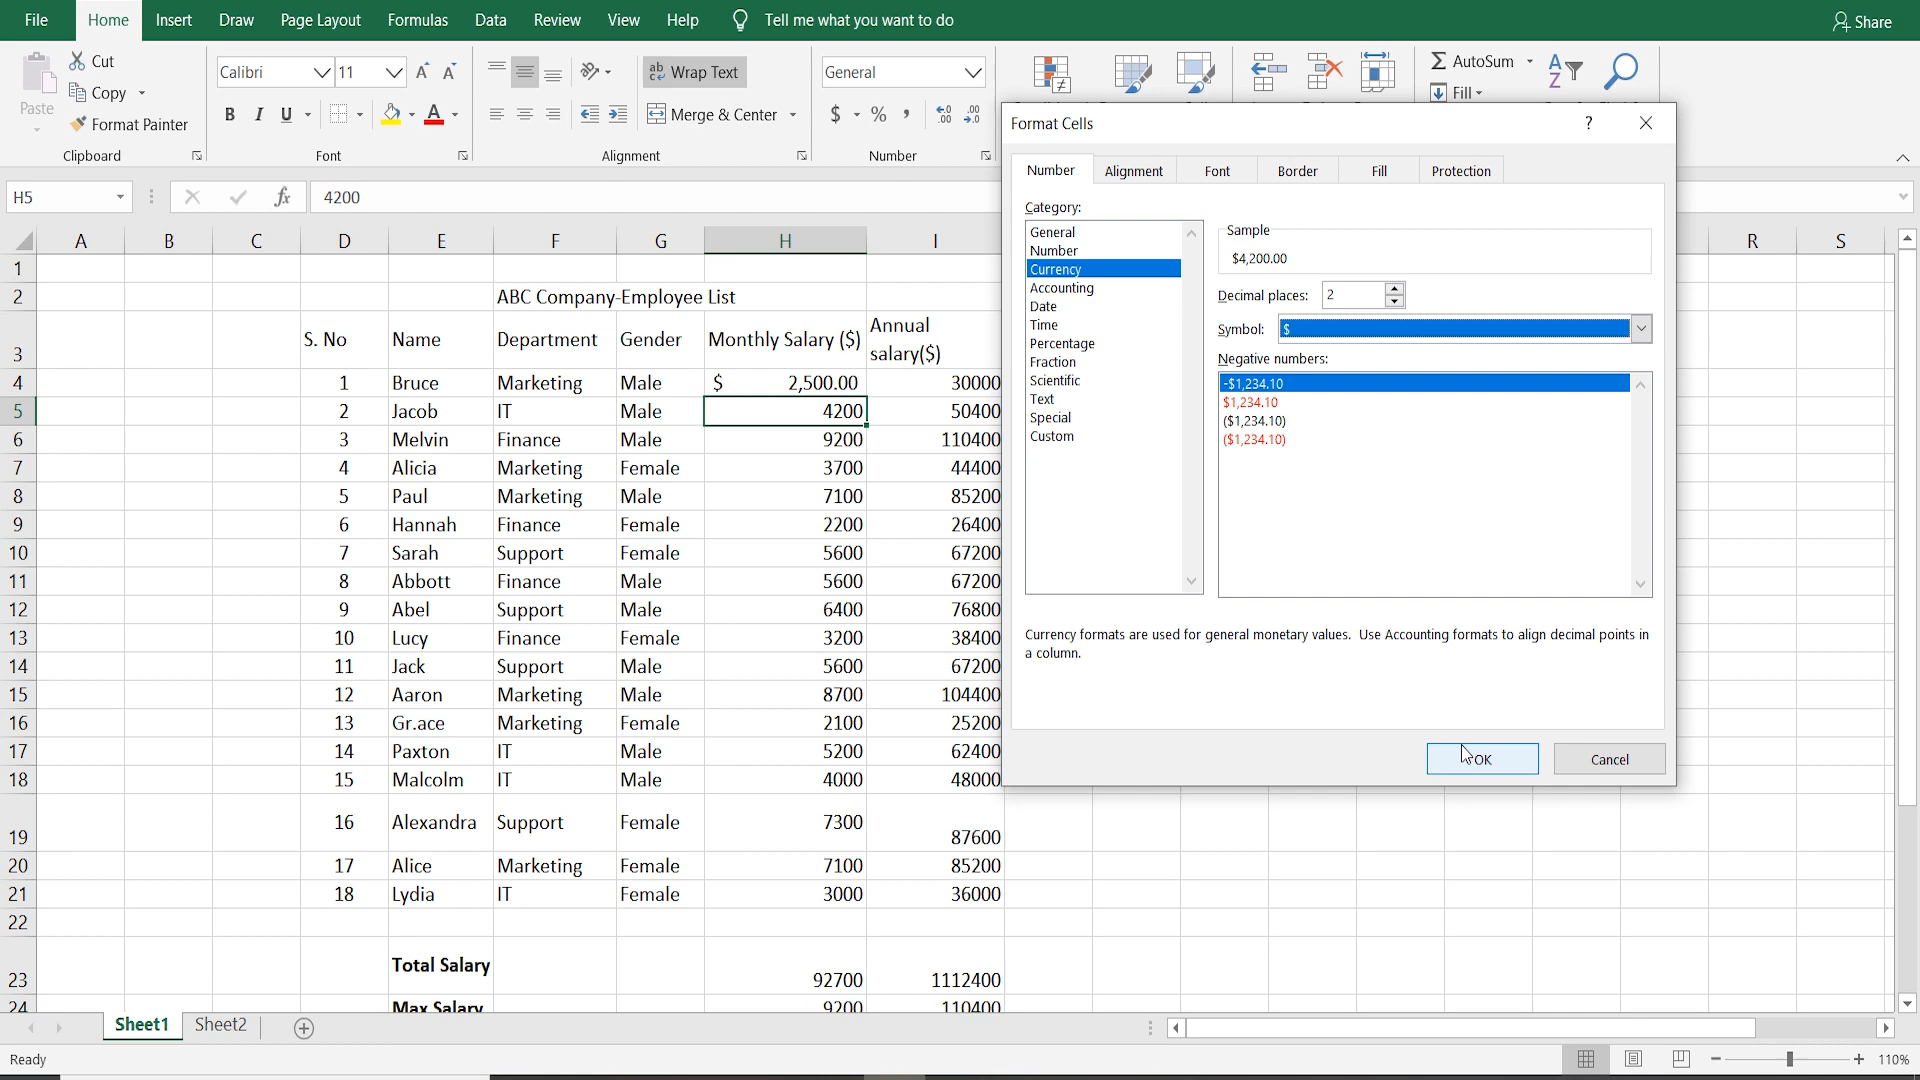 File Home Insert Draw Page Layout Formulas Data Review View Help Tell me what you want to do Share
Paste
Cut
Copy
Format Painter
Clipboard
Calibri 11
B I U
Font
Wrap Text
Merge & Center
Alignment
General
$ % ,
Number
Σ AutoSum
Fill
H5 fx 4200
A B C D E F G H I R S
1
2 ABC Company-Employee List
3 S. No Name Department Gender Monthly Salary ($) Annual salary($)
4 1 Bruce Marketing Male $ 2,500.00 30000
5 2 Jacob IT Male 4200 50400
6 3 Melvin Finance Male 9200 110400
7 4 Alicia Marketing Female 3700 44400
8 5 Paul Marketing Male 7100 85200
9 6 Hannah Finance Female 2200 26400
10 7 Sarah Support Female 5600 67200
11 8 Abbott Finance Male 5600 67200
12 9 Abel Support Male 6400 76800
13 10 Lucy Finance Female 3200 38400
14 11 Jack Support Male 5600 67200
15 12 Aaron Marketing Male 8700 104400
16 13 Gr.ace Marketing Female 2100 25200
17 14 Paxton IT Male 5200 62400
18 15 Malcolm IT Male 4000 48000
19 16 Alexandra Support Female 7300 87600
20 17 Alice Marketing Female 7100 85200
21 18 Lydia IT Female 3000 36000
22
23 Total Salary 92700 1112400
24 Max Salary 9200 110400
Format Cells ?
Number Alignment Font Border Fill Protection
Category:
General
Number
Currency
Accounting
Date
Time
Percentage
Fraction
Scientific
Text
Special
Custom
Sample
$4,200.00
Decimal places: 2
Symbol: $
Negative numbers:
-$1,234.10
$1,234.10
($1,234.10)
($1,234.10)
Currency formats are used for general monetary values. Use Accounting formats to align decimal points in
a column.
OK Cancel
Sheet1 Sheet2
Ready 110%